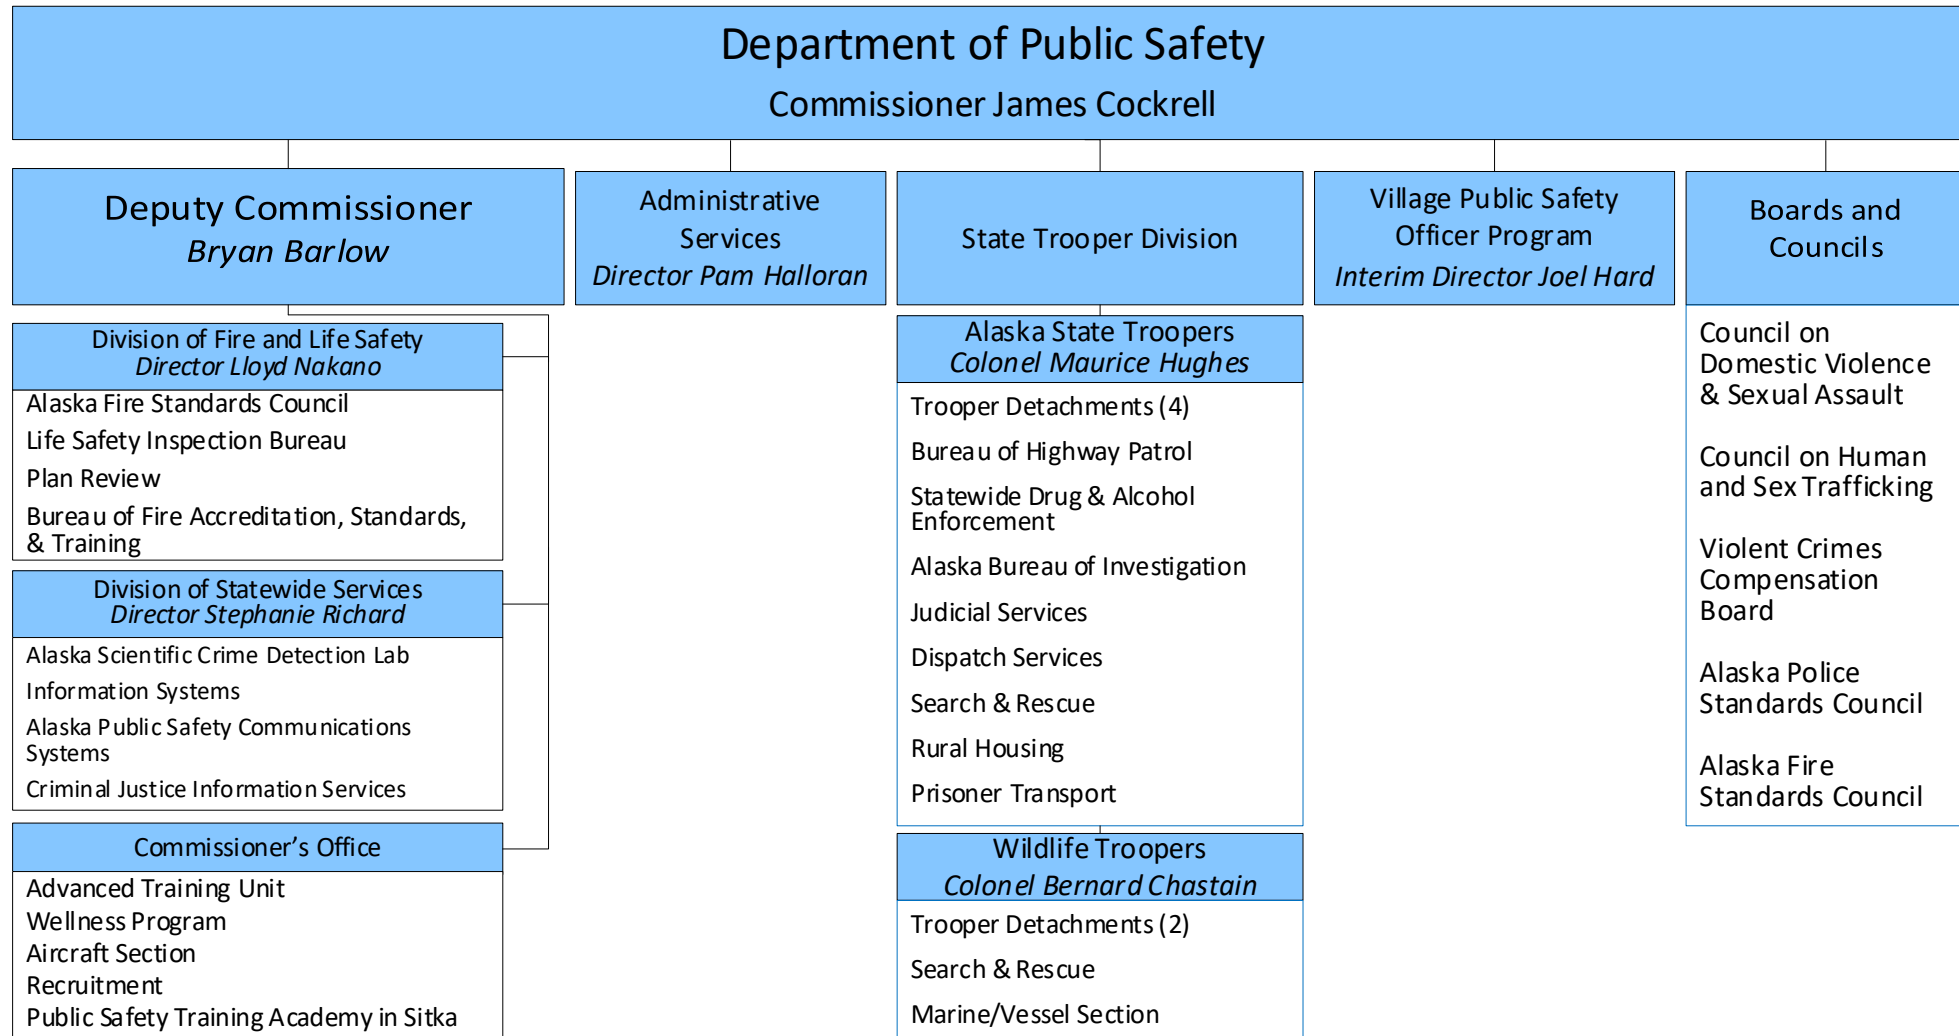 Department of Public Safety
Commissioner James Cockrell
Deputy Commissioner
Bryan Barlow
Administrative
Services
Director Pam Halloran
State Trooper Division
Village Public Safety
Officer Program
Interim Director Joel Hard
Boards and
Councils
Division of Fire and Life Safety
Director Lloyd Nakano
Alaska Fire Standards Council
Life Safety Inspection Bureau
Plan Review
Bureau of Fire Accreditation, Standards,
& Training
Division of Statewide Services
Director Stephanie Richard
Alaska Scientific Crime Detection Lab
Information Systems
Alaska Public Safety Communications
Systems
Criminal Justice Information Services
Commissioner’s Office
Advanced Training Unit
Wellness Program
Aircraft Section
Recruitment
Public Safety Training Academy in Sitka
Alaska State Troopers
Colonel Maurice Hughes
Trooper Detachments (4)
Bureau of Highway Patrol
Statewide Drug & Alcohol
Enforcement
Alaska Bureau of Investigation
Judicial Services
Dispatch Services
Search & Rescue
Rural Housing
Prisoner Transport
Wildlife Troopers
Colonel Bernard Chastain
Trooper Detachments (2)
Search & Rescue
Marine/Vessel Section
Council on
Domestic Violence
& Sexual Assault
Council on Human
and Sex Trafficking
Violent Crimes
Compensation
Board
Alaska Police
Standards Council
Alaska Fire
Standards Council